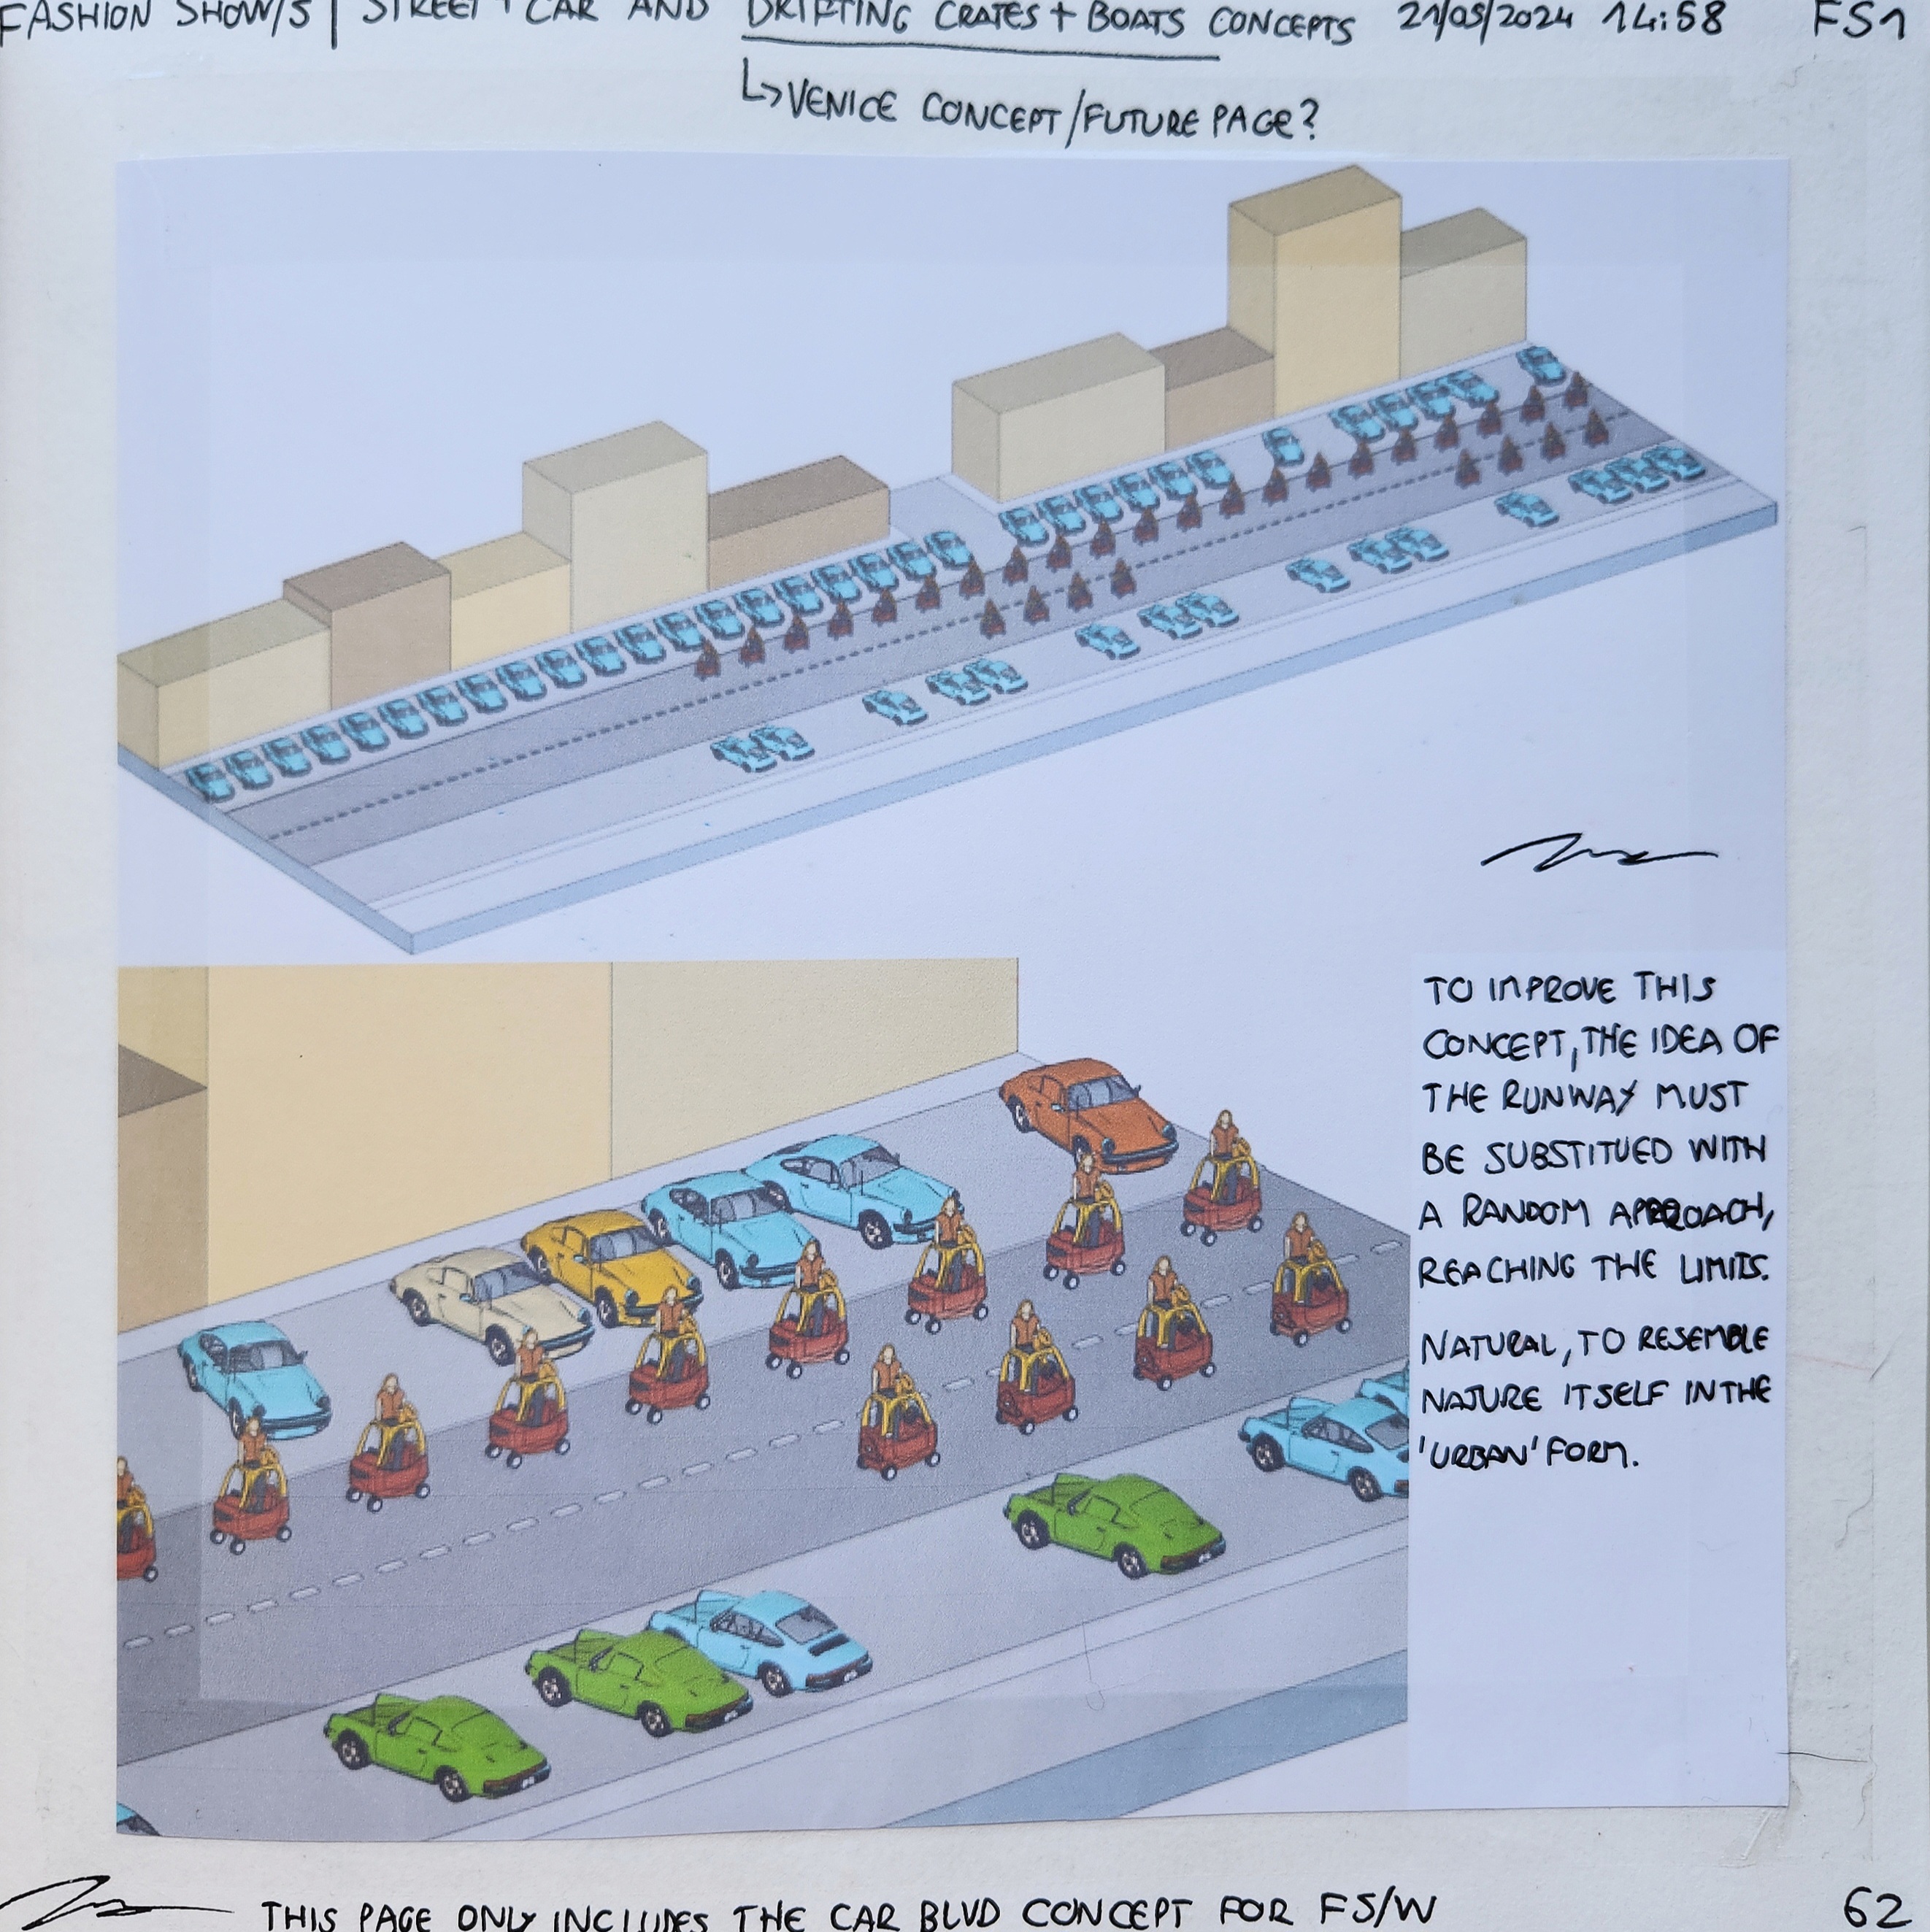 FASHION SHOW/S | STREET + CAR AND DRIFTING CRATES + BOATS CONCEPTS 21/05/2024 14:58 FS1
↳ VENICE CONCEPT/FUTURE PAGE?
TO IMPROVE THIS
CONCEPT, THE IDEA OF
THE RUNWAY MUST
BE SUBSTITUED WITH
A RANDOM APPROACH,
REACHING THE LIMITS.
NATURAL, TO RESEMBLE
NATURE ITSELF IN THE
'URBAN' FORM.
THIS PAGE ONLY INCLUDES THE CAR BLVD CONCEPT FOR FS/W 62